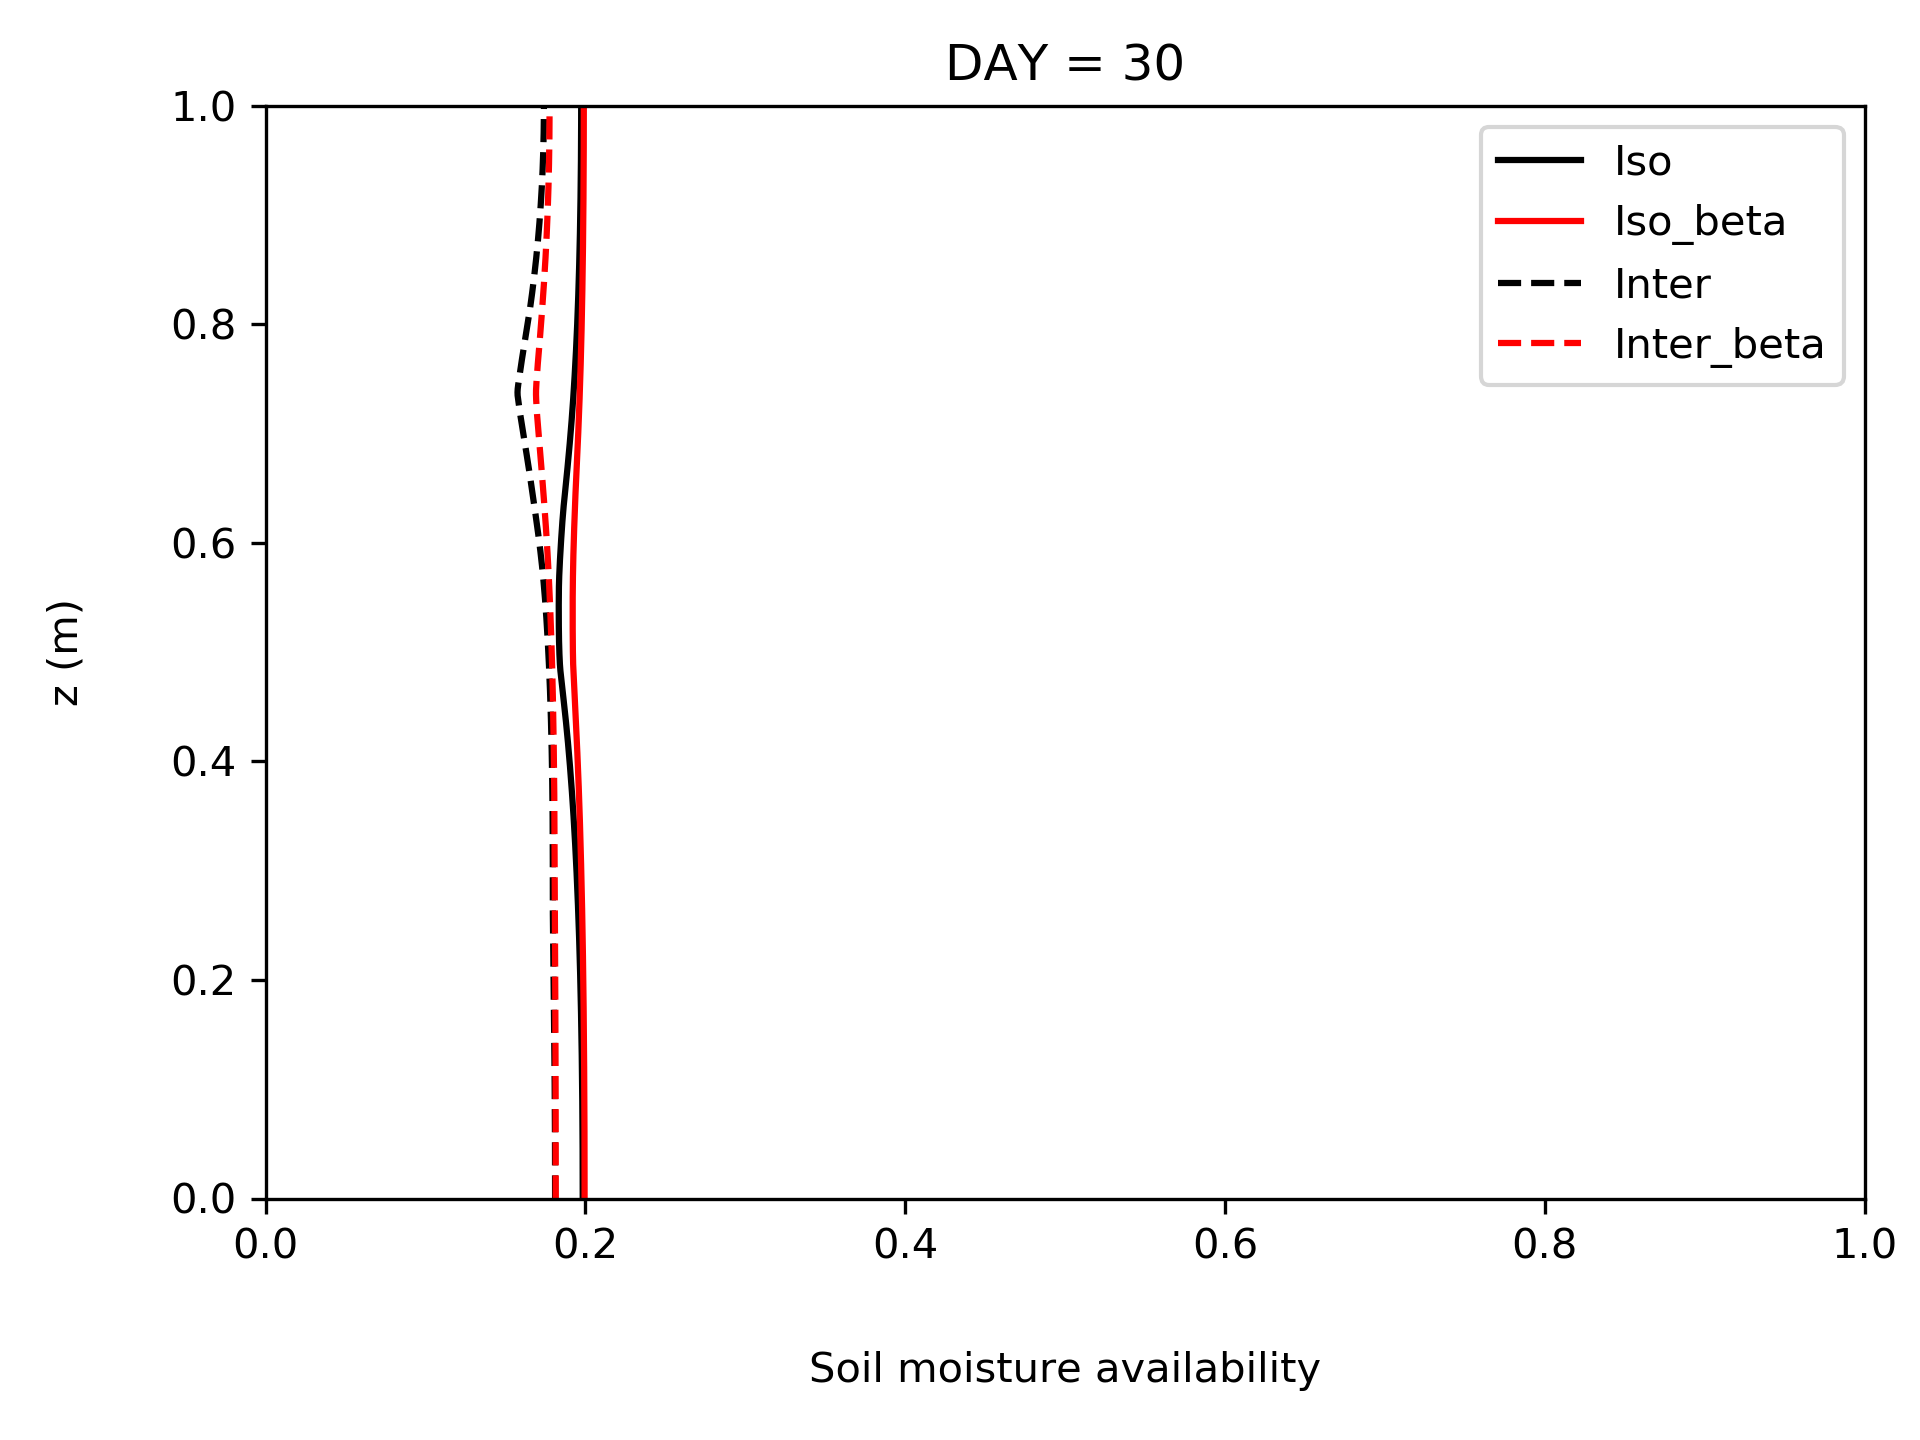 DAY = 30
1.0
0.8
0.6
0.4
0.2
0.0
z (m)
0.0 0.2 0.4 0.6 0.8 1.0
Soil moisture availability
Iso
Iso_beta
Inter
Inter_beta